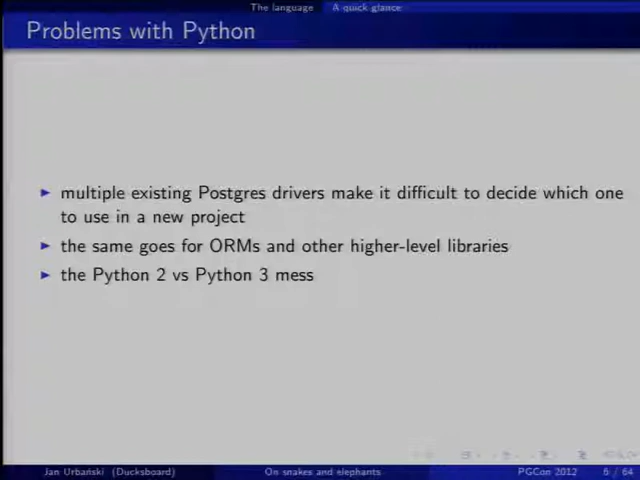 The language A quick glance
Problems with Python
multiple existing Postgres drivers make it difficult to decide which one
to use in a new project
the same goes for ORMs and other higher-level libraries
the Python 2 vs Python 3 mess
Jan Urbański (Ducksboard) On snakes and elephants PGCon 2012 6 / 64